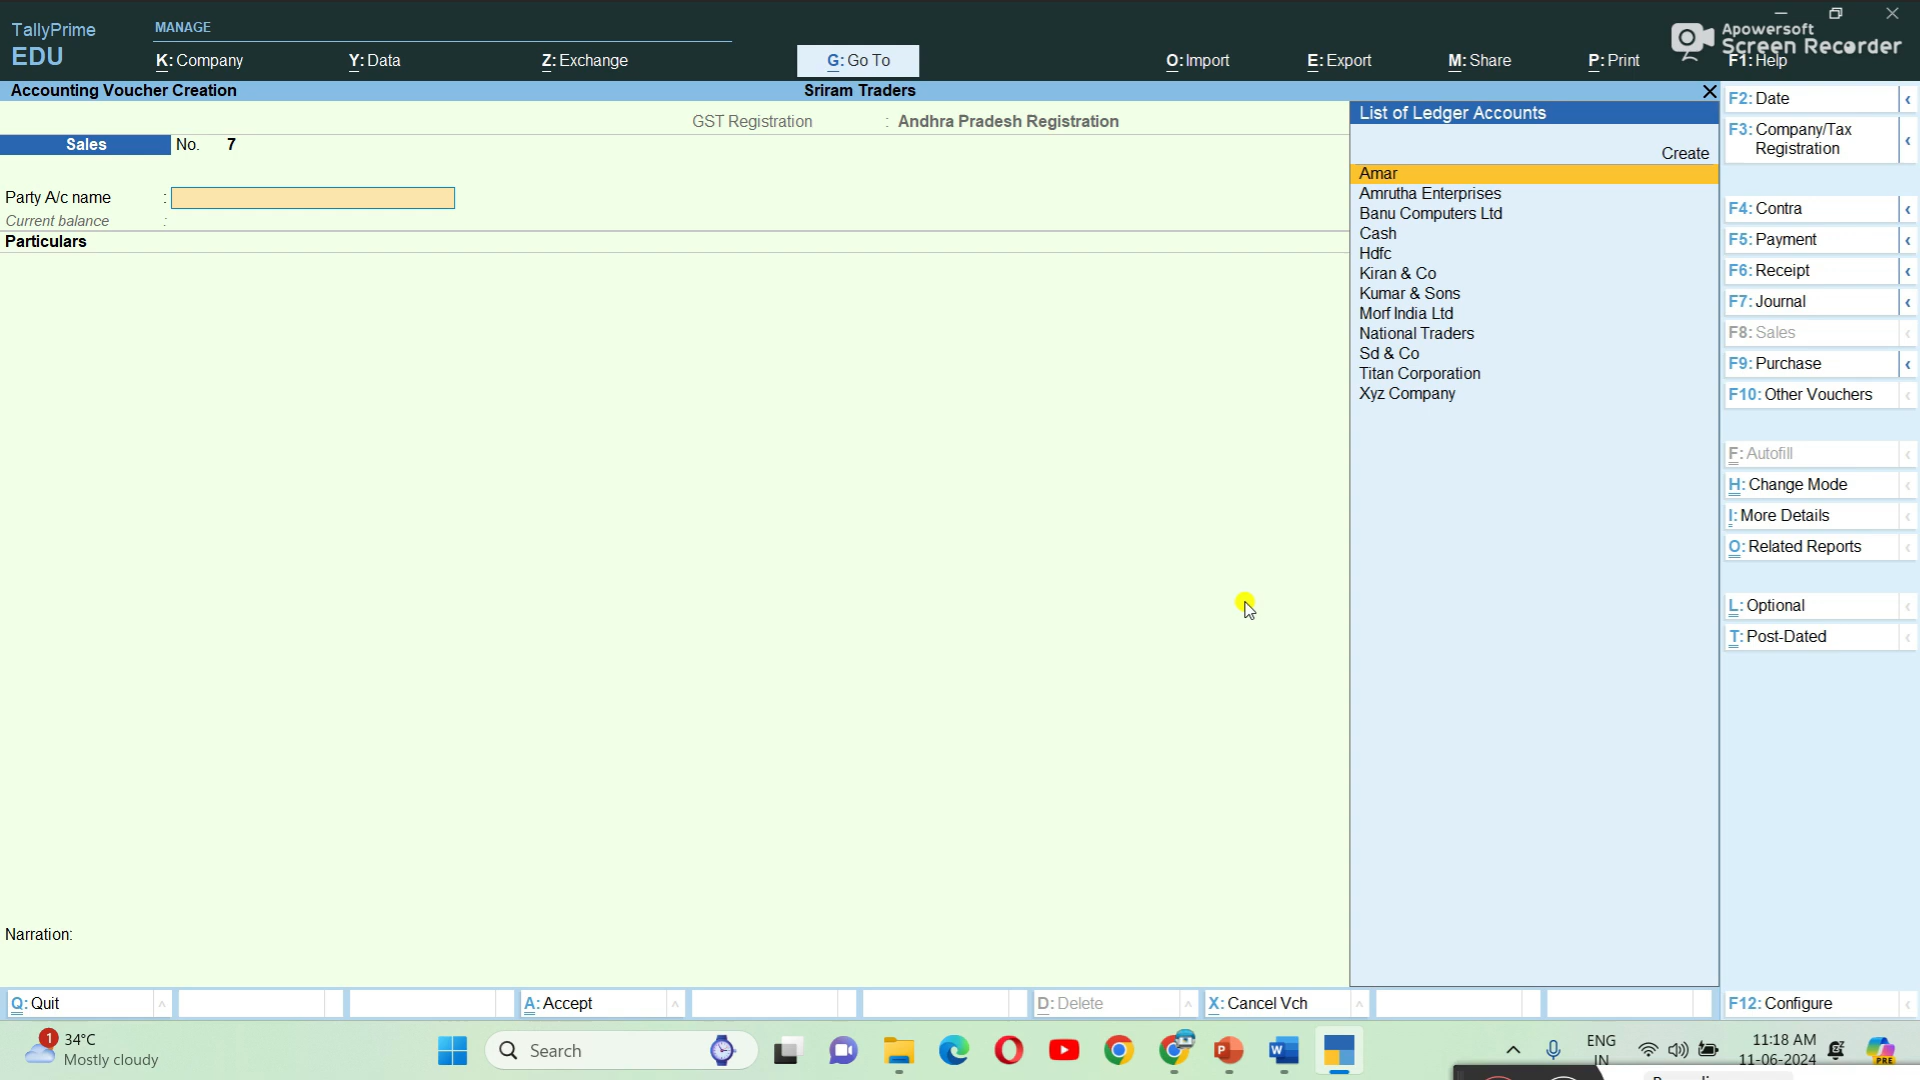 TallyPrime
EDU
MANAGE
K: Company
Y: Data
Z: Exchange
G: Go To
O: Import
E: Export
M: Share
P: Print
F1: Help
Apowersoft
Screen Recorder
Accounting Voucher Creation
Sriram Traders
GST Registration : Andhra Pradesh Registration
Sales No. 7
Party A/c name :
Current balance :
Particulars
Narration:
List of Ledger Accounts
Create
Amar
Amrutha Enterprises
Banu Computers Ltd
Cash
Hdfc
Kiran & Co
Kumar & Sons
Morf India Ltd
National Traders
Sd & Co
Titan Corporation
Xyz Company
F2: Date
F3: Company/Tax
Registration
F4: Contra
F5: Payment
F6: Receipt
F7: Journal
F8: Sales
F9: Purchase
F10: Other Vouchers
F: Autofill
H: Change Mode
I: More Details
O: Related Reports
L: Optional
T: Post-Dated
Q: Quit
A: Accept
D: Delete
X: Cancel Vch
F12: Configure
1
34°C
Mostly cloudy
Search
ENG
IN
11:18 AM
11-06-2024
PRE